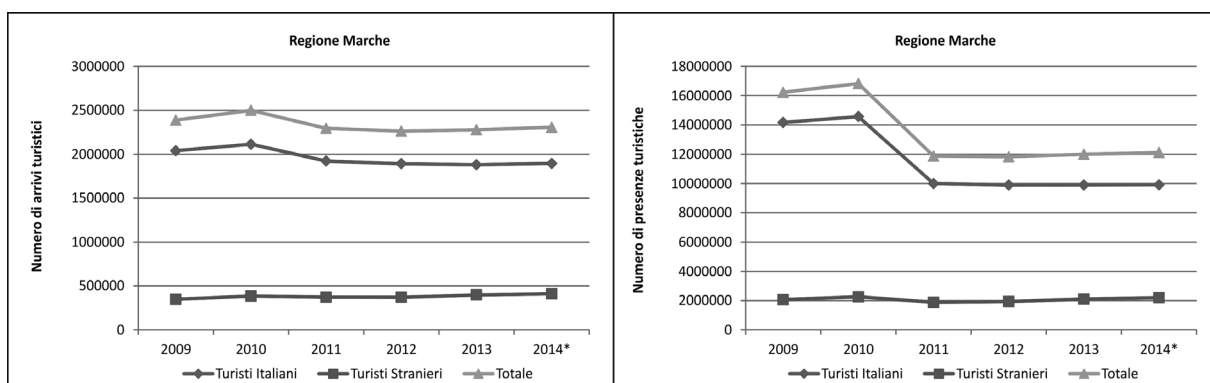 Regione Marche
Numero di arrivi turistici
3000000
2500000
2000000
1500000
1000000
500000
0
2009 2010 2011 2012 2013 2014*
Turisti Italiani Turisti Stranieri Totale
Regione Marche
Numero di presenze turistiche
18000000
16000000
14000000
12000000
10000000
8000000
6000000
4000000
2000000
0
2009 2010 2011 2012 2013 2014*
Turisti Italiani Turisti Stranieri Totale